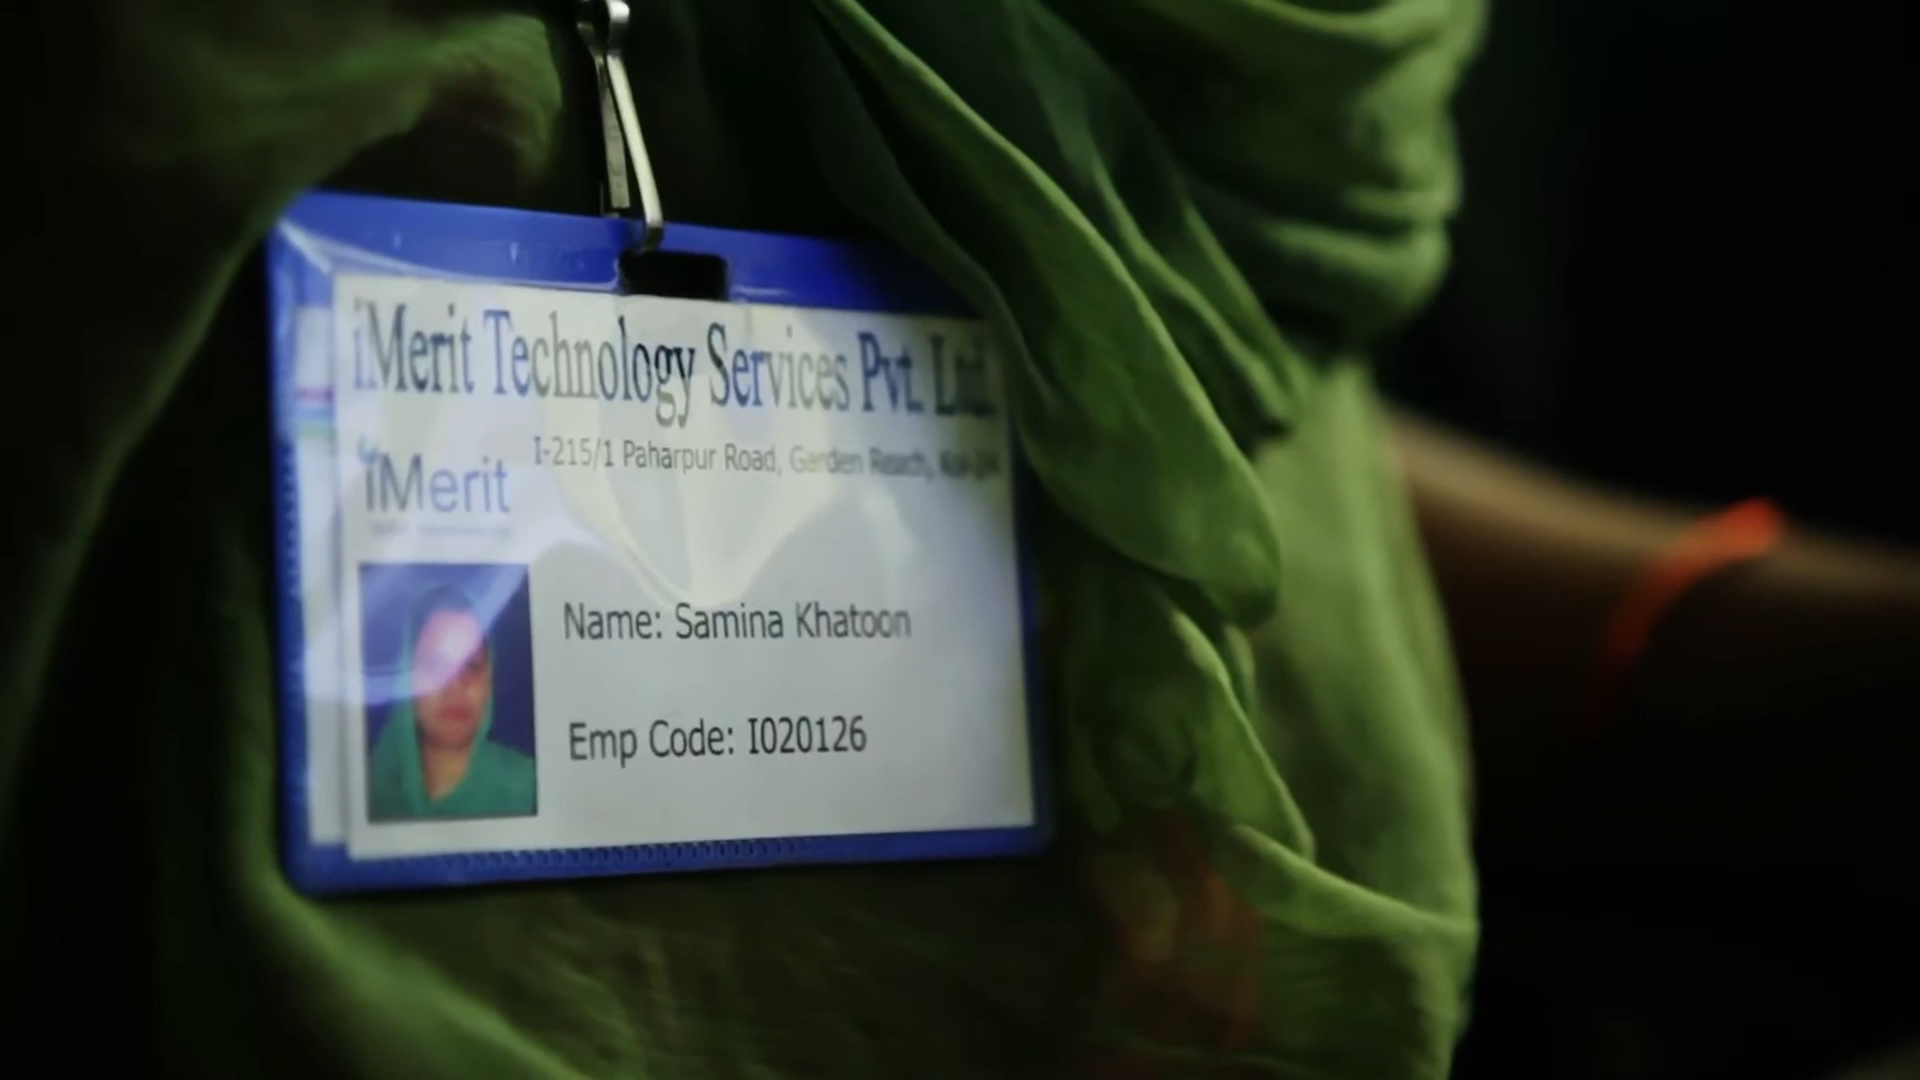 iMerit Technology Services Pvt. Ltd.
I-215/1 Paharpur Road, Garden Reach,
iMerit
Name: Samina Khatoon
Emp Code: I020126